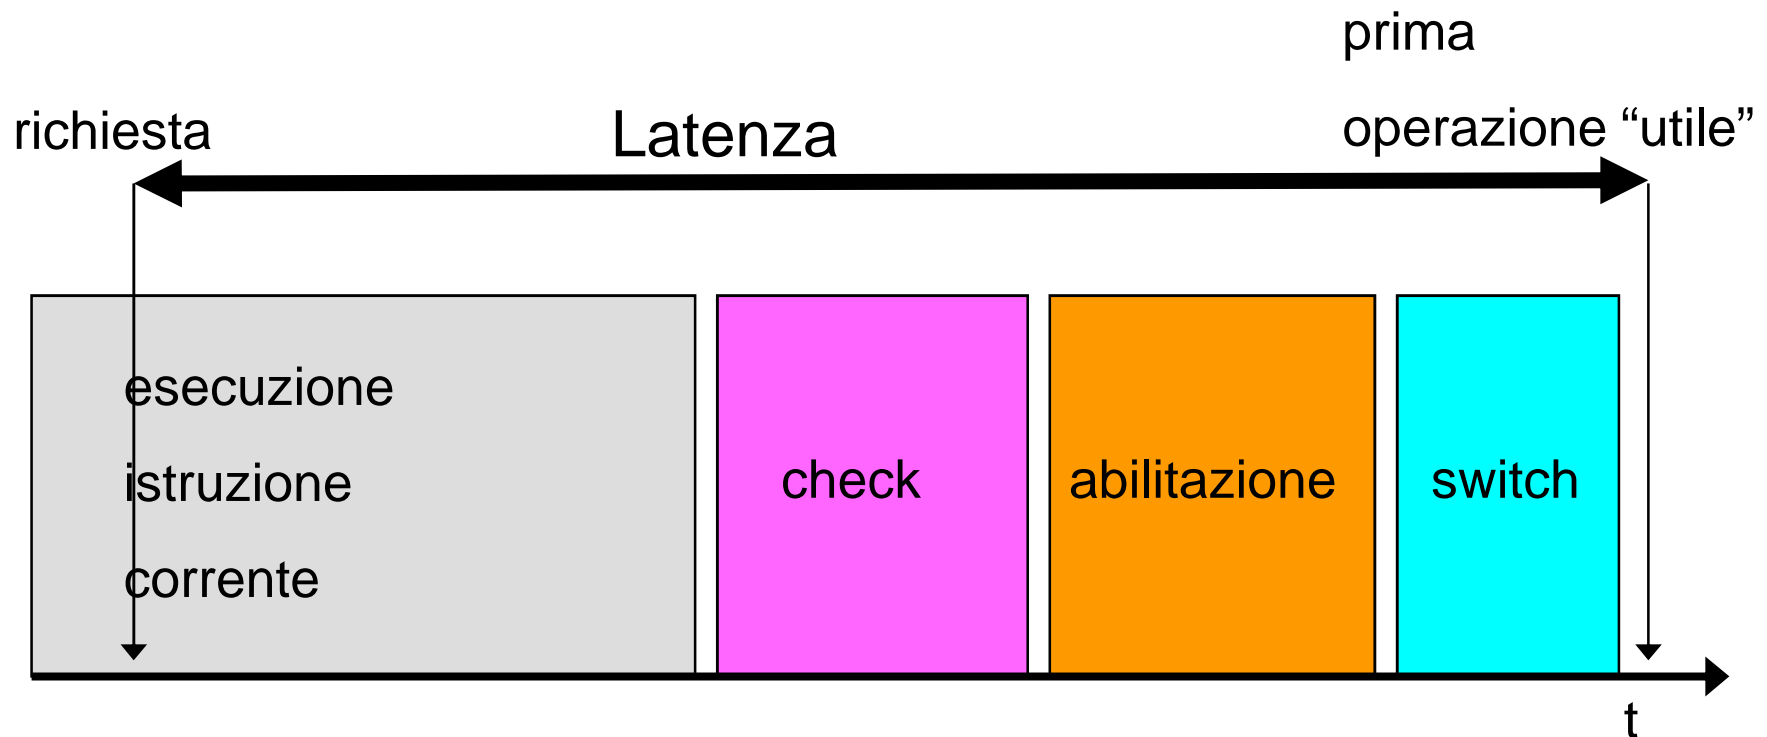 prima
richiesta
Latenza
operazione “utile”
esecuzione
istruzione
corrente
check
abilitazione
switch
t